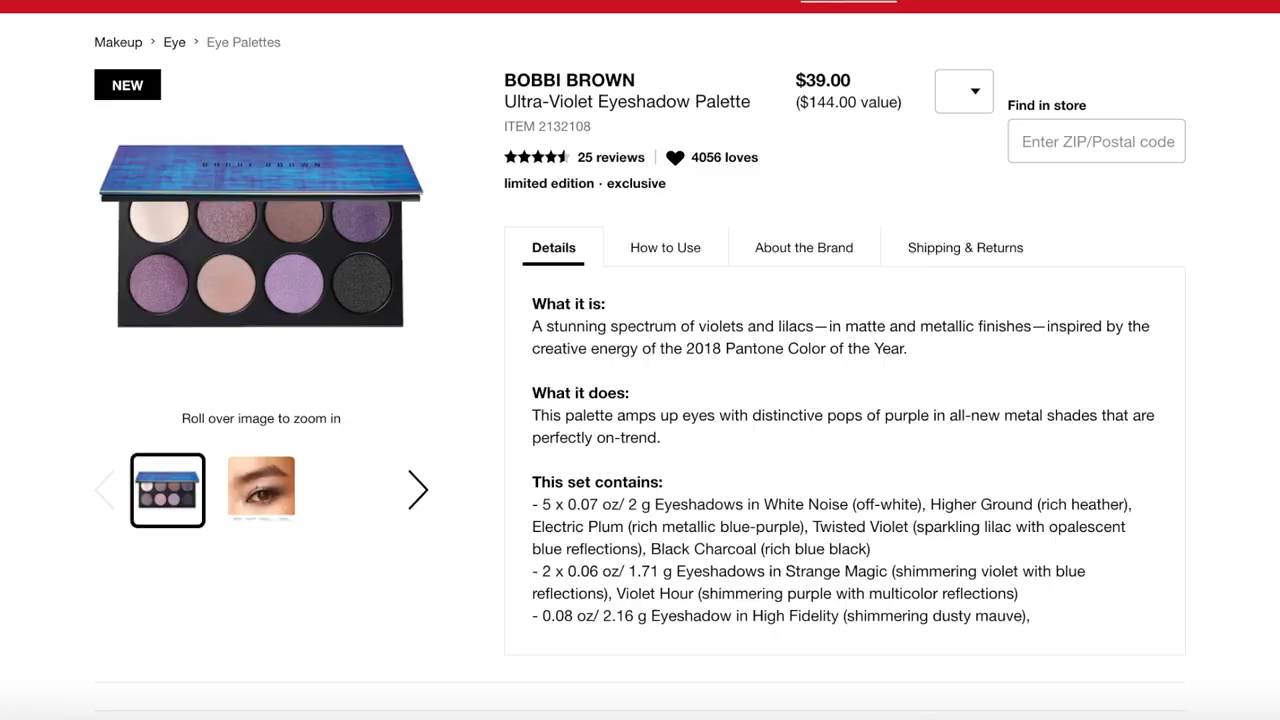 Makeup > Eye > Eye Palettes
NEW
BOBBI BROWN
Roll over image to zoom in
BOBBI BROWN
Ultra-Violet Eyeshadow Palette
ITEM 2132108
25 reviews | 4056 loves
limited edition · exclusive
$39.00
($144.00 value)
Find in store
Enter ZIP/Postal code
Details
How to Use
About the Brand
Shipping & Returns
What it is:
A stunning spectrum of violets and lilacs—in matte and metallic finishes—inspired by the
creative energy of the 2018 Pantone Color of the Year.
What it does:
This palette amps up eyes with distinctive pops of purple in all-new metal shades that are
perfectly on-trend.
This set contains:
- 5 x 0.07 oz/ 2 g Eyeshadows in White Noise (off-white), Higher Ground (rich heather),
Electric Plum (rich metallic blue-purple), Twisted Violet (sparkling lilac with opalescent
blue reflections), Black Charcoal (rich blue black)
- 2 x 0.06 oz/ 1.71 g Eyeshadows in Strange Magic (shimmering violet with blue
reflections), Violet Hour (shimmering purple with multicolor reflections)
- 0.08 oz/ 2.16 g Eyeshadow in High Fidelity (shimmering dusty mauve),